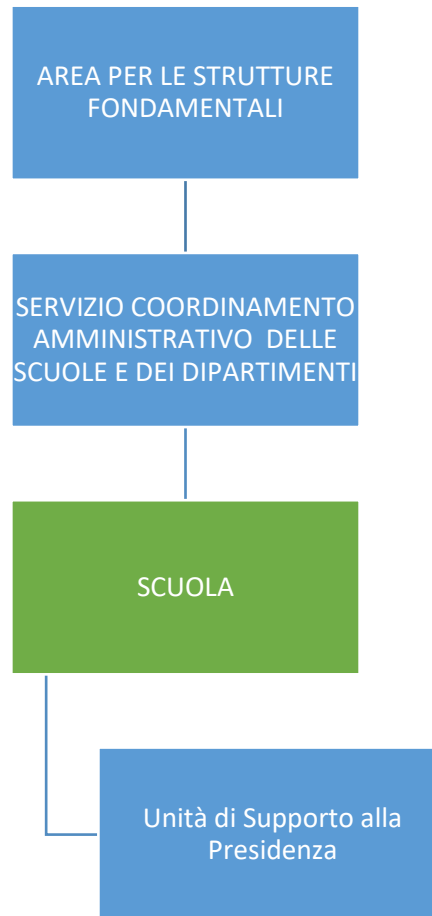 AREA PER LE STRUTTURE
FONDAMENTALI
SERVIZIO COORDINAMENTO
AMMINISTRATIVO DELLE
SCUOLE E DEI DIPARTIMENTI
SCUOLA
Unità di Supporto alla
Presidenza